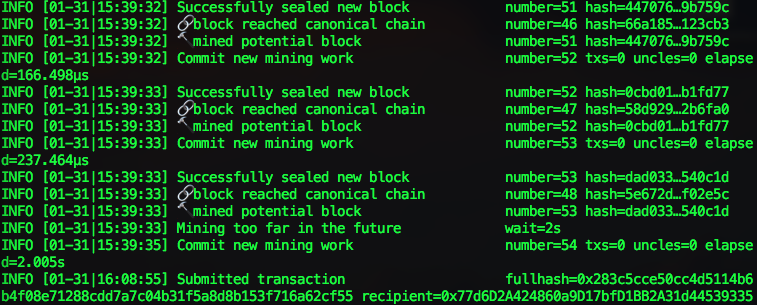 INFO [01-31|15:39:32] Successfully sealed new block number=51 hash=447076…9b759c
INFO [01-31|15:39:32] 🔗block reached canonical chain number=46 hash=66a185…123cb3
INFO [01-31|15:39:32] 🔨mined potential block number=51 hash=447076…9b759c
INFO [01-31|15:39:32] Commit new mining work number=52 txs=0 uncles=0 elapse
d=166.498µs
INFO [01-31|15:39:33] Successfully sealed new block number=52 hash=0cbd01…b1fd77
INFO [01-31|15:39:33] 🔗block reached canonical chain number=47 hash=58d929…2b6fa0
INFO [01-31|15:39:33] 🔨mined potential block number=52 hash=0cbd01…b1fd77
INFO [01-31|15:39:33] Commit new mining work number=53 txs=0 uncles=0 elapse
d=237.464µs
INFO [01-31|15:39:33] Successfully sealed new block number=53 hash=dad033…540c1d
INFO [01-31|15:39:33] 🔗block reached canonical chain number=48 hash=5e672d…f02e5c
INFO [01-31|15:39:33] 🔨mined potential block number=53 hash=dad033…540c1d
INFO [01-31|15:39:33] Mining too far in the future wait=2s
INFO [01-31|15:39:35] Commit new mining work number=54 txs=0 uncles=0 elapse
d=2.005s
INFO [01-31|16:08:55] Submitted transaction fullhash=0x283c5cce50cc4d5114b6
b4f08e71288cdd7a7c04b31f5a8d8b153f716a62cf55 recipient=0x77d6D2A424860a9D17bfD1BB2A31d44539335